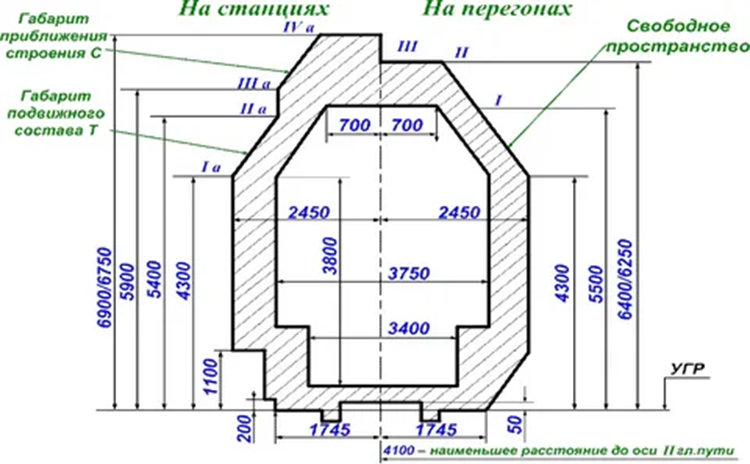 На станциях
На перегонах
Габарит
приближения
строения С
IV а
III
II
Свободное
пространство
III а
II а
I
Габарит
подвижного
состава Т
700
700
I а
2450
2450
3800
3750
6900/6750
5900
5400
4300
4300
5500
6400/6250
3400
1100
УГР
200
1745
1745
50
4100 – наименьшее расстояние до оси II гл.пути